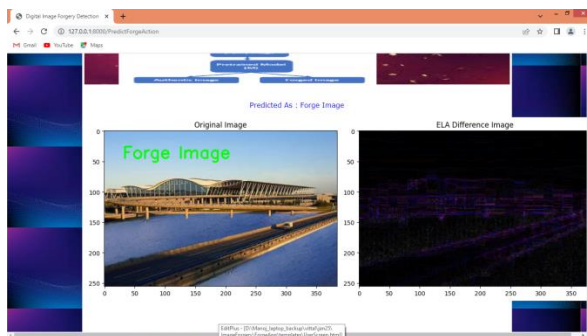 Digital Image Forgery Detection
127.0.0.1:8000/PredictForgeAction
Gmail
YouTube
Maps
Pretrained Model
Authentic Image
Forged Image
Predicted As : Forge Image
Original Image
ELA Difference Image
Forge Image
0
50
100
150
200
250
0 50 100 150 200 250 300 350
0
50
100
150
200
250
0 50 100 150 200 250 300 350